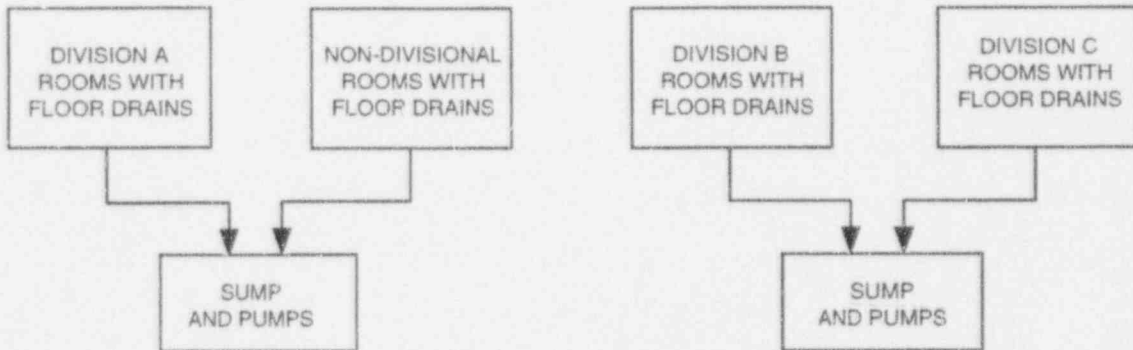 DIVISION A
ROOMS WITH
FLOOR DRAINS
NON-DIVISIONAL
ROOMS WITH
FLOOR DRAINS
DIVISION B
ROOMS WITH
FLOOR DRAINS
DIVISION C
ROOMS WITH
FLOOR DRAINS
SUMP
AND PUMPS
SUMP
AND PUMPS